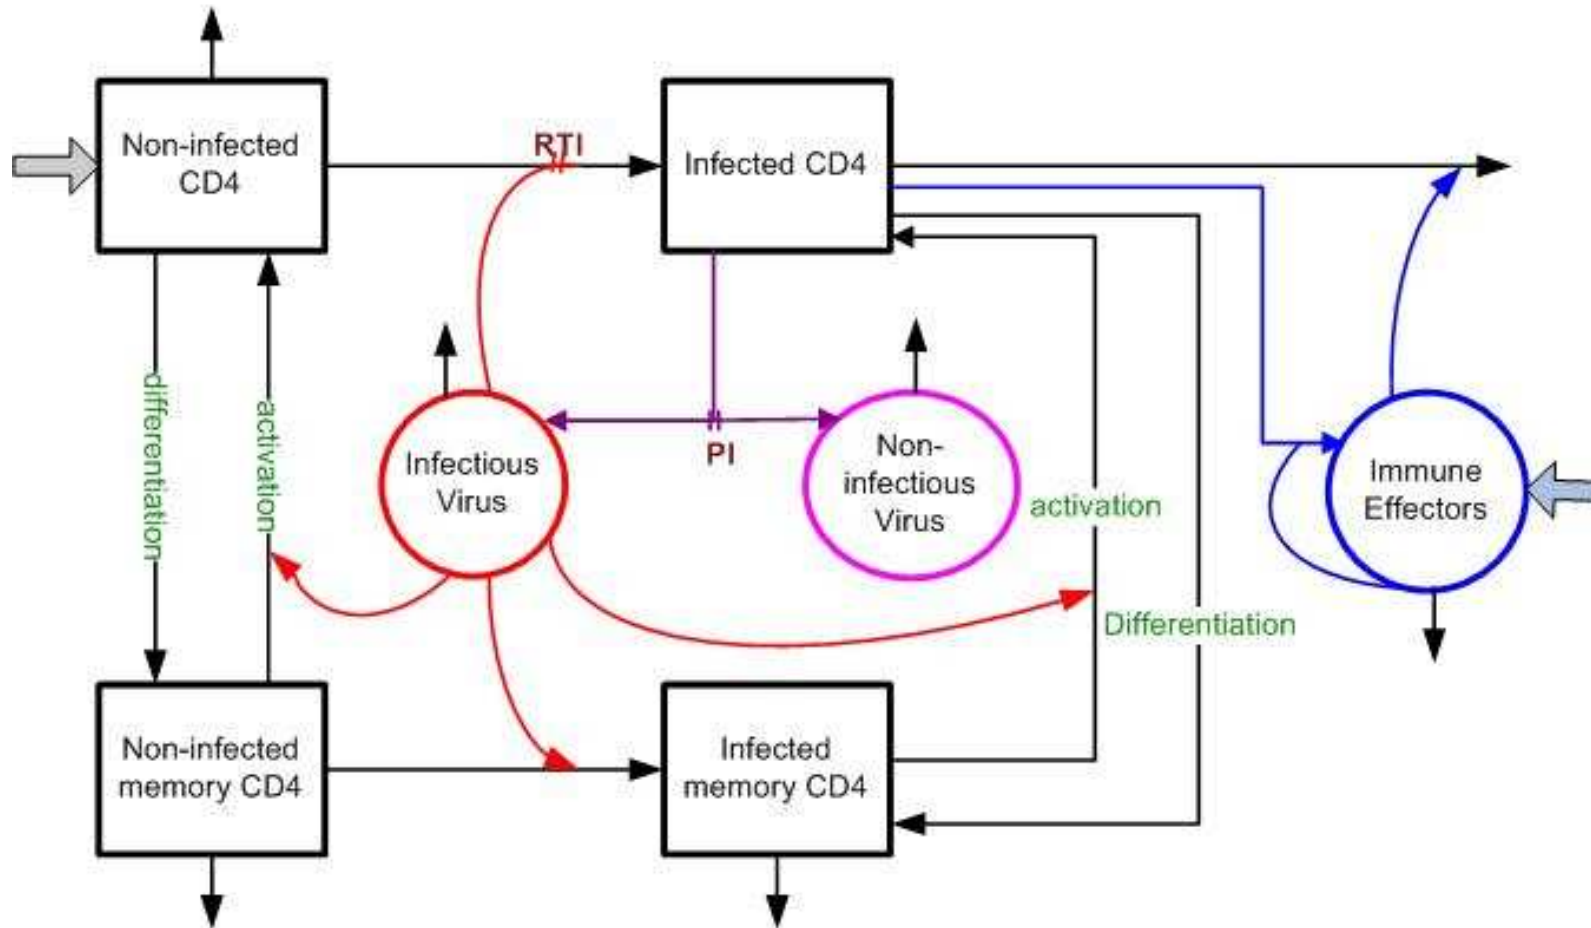 Non-infected
CD4
RTI
Infected CD4
differentiation
activation
Infectious
Virus
PI
Non-
infectious
Virus
activation
Immune
Effectors
Differentiation
Non-infected
memory CD4
Infected
memory CD4